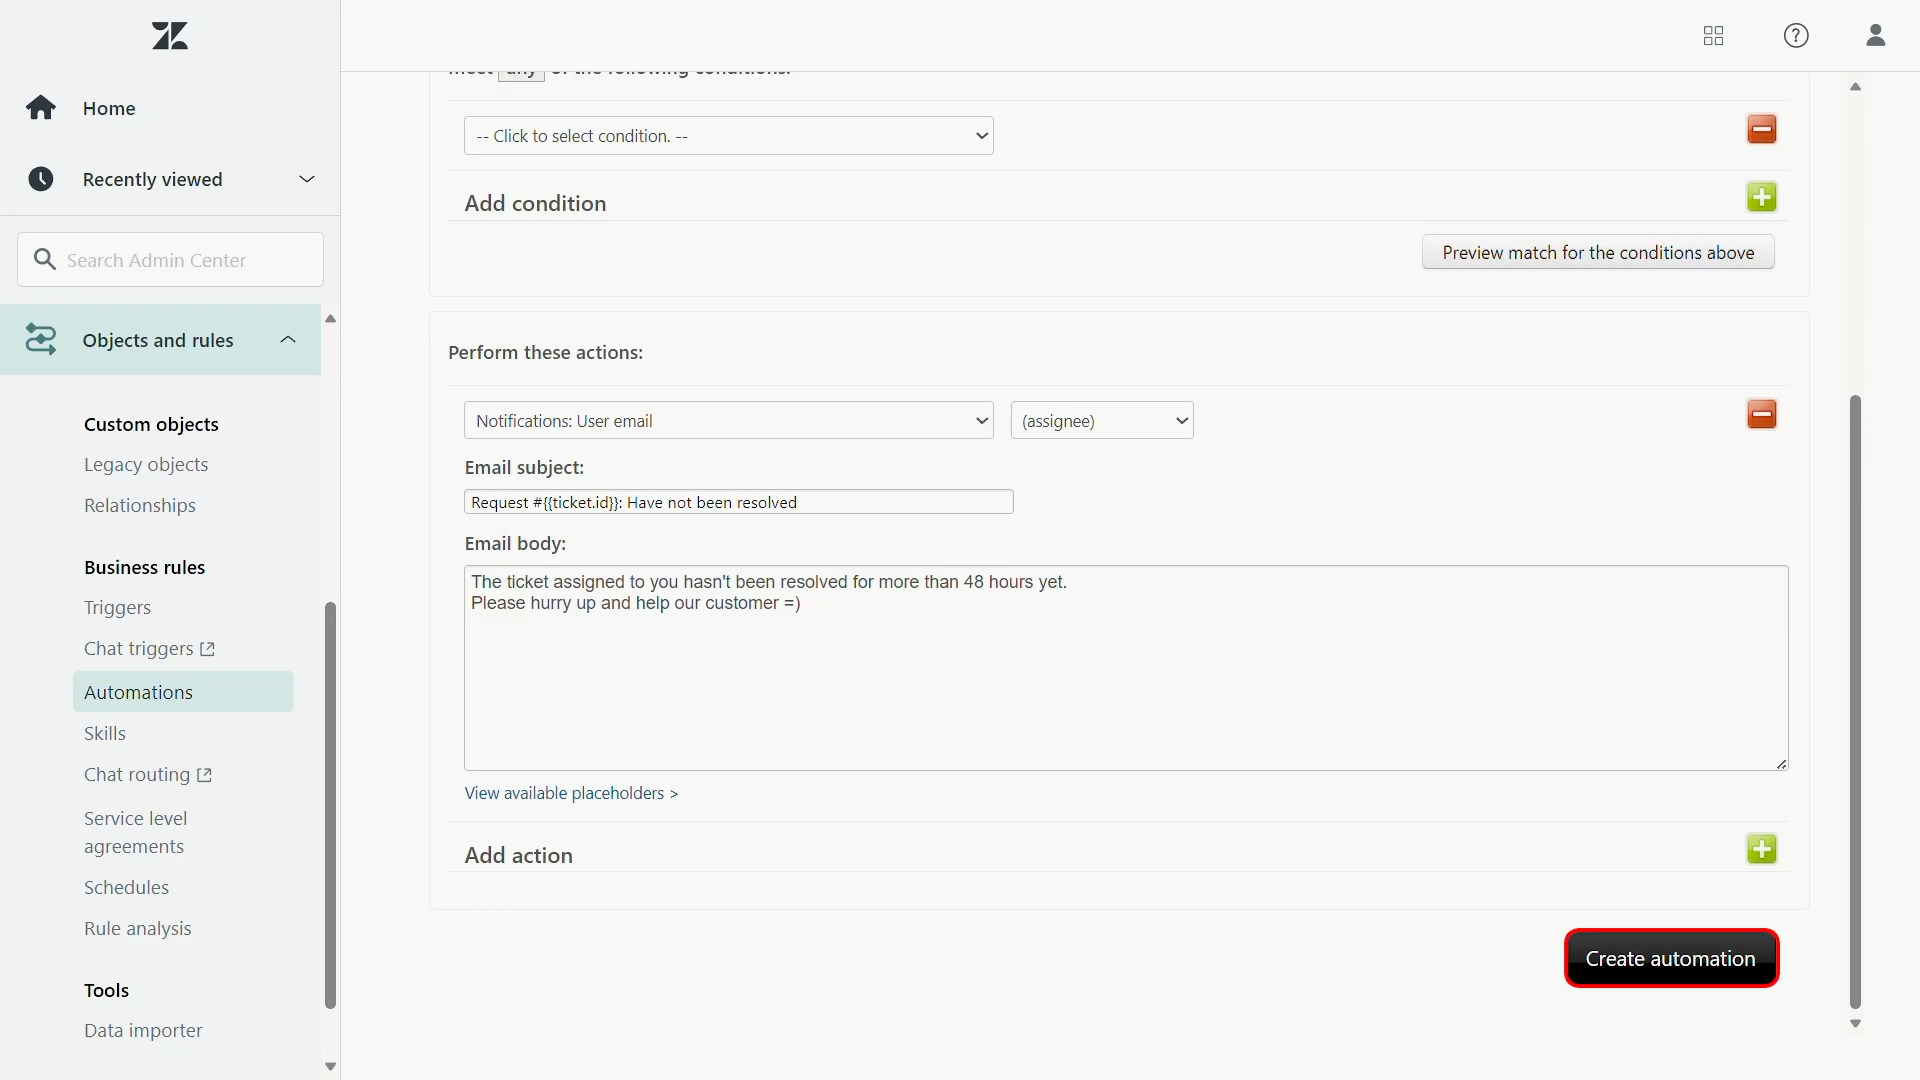 Home
Recently viewed
Search Admin Center
Objects and rules
Custom objects
Legacy objects
Relationships
Business rules
Triggers
Chat triggers
Automations
Skills
Chat routing
Service level
agreements
Schedules
Rule analysis
Tools
Data importer
Meet any of the following conditions:
-- Click to select condition. --
Add condition
Preview match for the conditions above
Perform these actions:
Notifications: User email
(assignee)
Email subject:
Request #{{ticket.id}}: Have not been resolved
Email body:
The ticket assigned to you hasn't been resolved for more than 48 hours yet.
Please hurry up and help our customer =)
View available placeholders >
Add action
Create automation